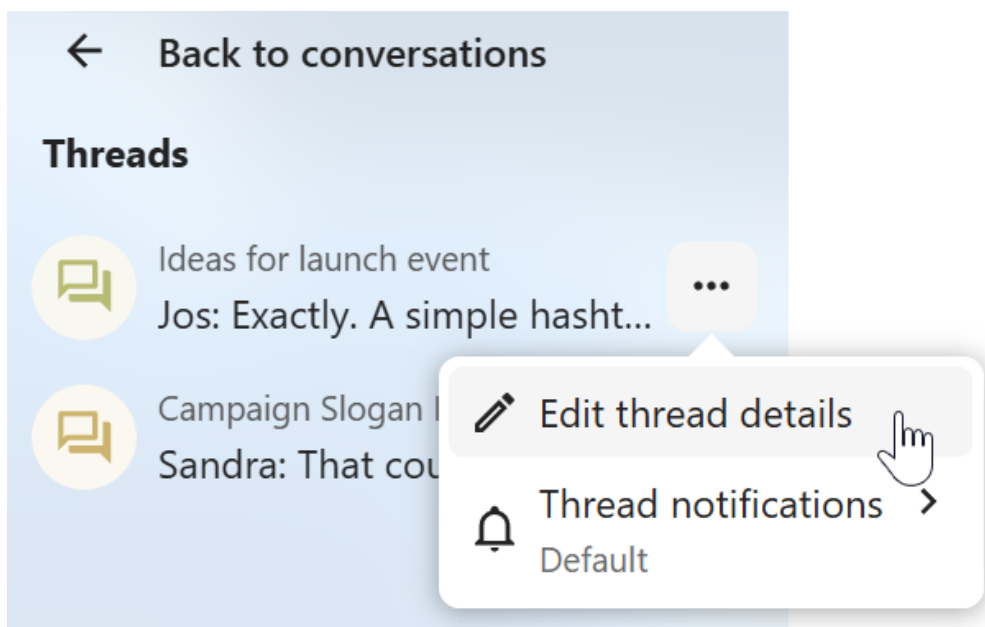 Back to conversations
Threads
Ideas for launch event
Jos: Exactly. A simple hasht...
Campaign Slogan
Sandra: That
Edit thread details
Thread notifications
Default